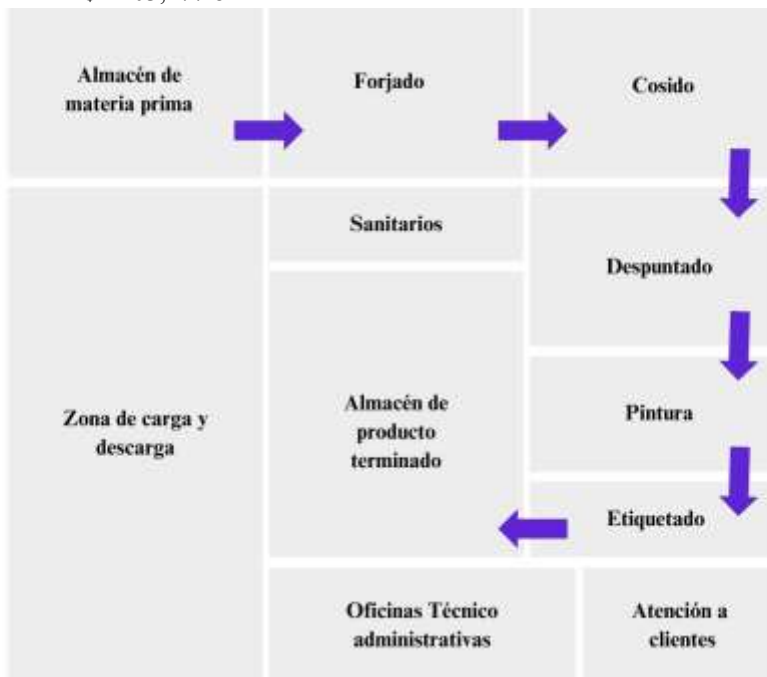 Almacén de
materia prima
Forjado
Cosido
Sanitarios
Despuntado
Zona de carga y
descarga
Almacén de
producto
terminado
Pintura
Etiquetado
Oficinas Técnico
administrativas
Atención a
clientes